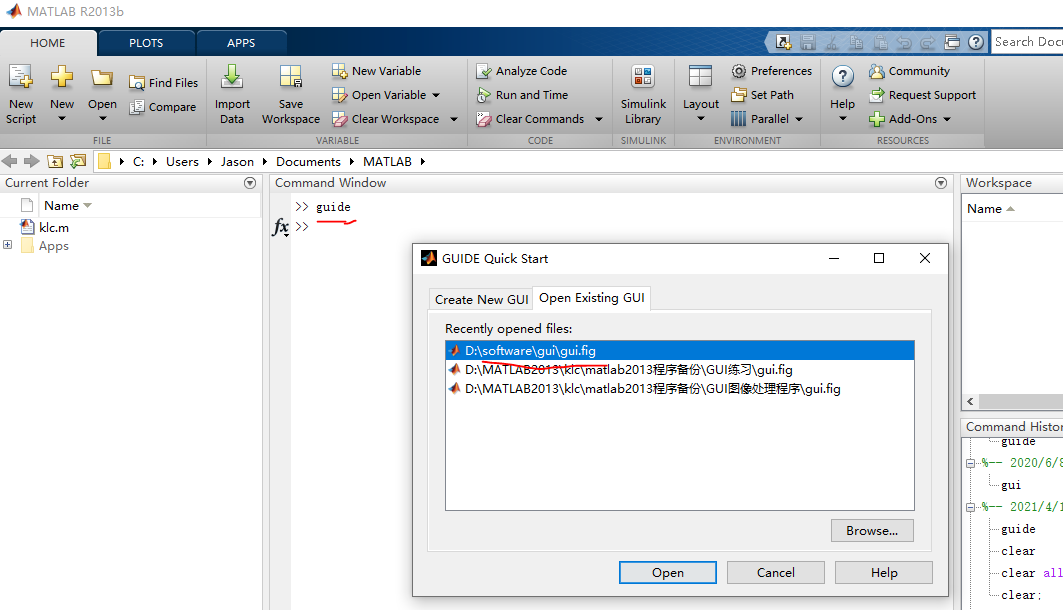 MATLAB R2013b
HOME PLOTS APPS
Search Docu
New Script
New
Open
Find Files
Compare
Import Data
Save Workspace
New Variable
Open Variable
Clear Workspace
Analyze Code
Run and Time
Clear Commands
Simulink Library
Layout
Preferences
Set Path
Parallel
Help
Community
Request Support
Add-Ons
FILE VARIABLE CODE SIMULINK ENVIRONMENT RESOURCES
C: Users Jason Documents MATLAB
Current Folder
Name
klc.m
Apps
Command Window
>> guide
fx >>
GUIDE Quick Start
Create New GUI Open Existing GUI
Recently opened files:
D:\software\gui\gui.fig
D:\MATLAB2013\klc\matlab2013程序备份\GUI练习\gui.fig
D:\MATLAB2013\klc\matlab2013程序备份\GUI图像处理程序\gui.fig
Browse...
Open Cancel Help
Workspace
Name
Command Histor
guide
%-- 2020/6/8
gui
%-- 2021/4/1
guide
clear
clear all
clear;